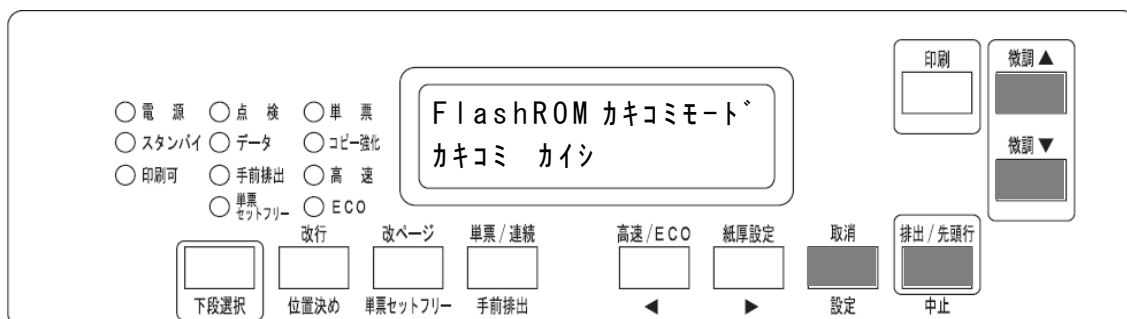 印刷
微調▲
FlashROM カキコミモード
カキコミ カイシ
電 源
点 検
単 票
スタンバイ
データ
コピー強化
印刷可
手前排出
高 速
単票
セットフリー
ECO
微調▼
改行
改ページ
単票/連続
高速/ECO
紙厚設定
取消
排出/先頭行
下段選択
位置決め
単票セットフリー
手前排出
◀
▶
設定
中止